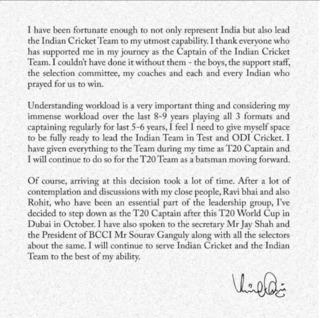 I have been fortunate enough to not only represent India but also lead
the Indian Cricket Team to my utmost capability. I thank everyone who
has supported me in my journey as the Captain of the Indian Cricket
Team. I couldn't have done it without them - the boys, the support staff,
the selection committee, my coaches and each and every Indian who
prayed for us to win.

Understanding workload is a very important thing and considering my
immense workload over the last 8-9 years playing all 3 formats and
captaining regularly for last 5-6 years, I feel I need to give myself space
to be fully ready to lead the Indian Team in Test and ODI Cricket. I
have given everything to the Team during my time as T20 Captain and
I will continue to do so for the T20 Team as a batsman moving forward.

Of course, arriving at this decision took a lot of time. After a lot of
contemplation and discussions with my close people, Ravi bhai and also
Rohit, who have been an essential part of the leadership group, I've
decided to step down as the T20 Captain after this T20 World Cup in
Dubai in October. I have also spoken to the secretary Mr Jay Shah and
the President of BCCI Mr Sourav Ganguly along with all the selectors
about the same. I will continue to serve Indian Cricket and the Indian
Team to the best of my ability.